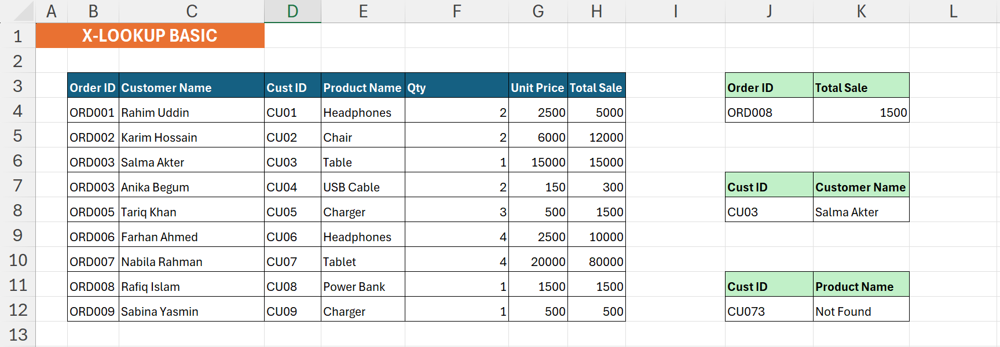 A B C D E F G H I J K L
1 X-LOOKUP BASIC
2
3 Order ID Customer Name Cust ID Product Name Qty Unit Price Total Sale Order ID Total Sale
4 ORD001 Rahim Uddin CU01 Headphones 2 2500 5000 ORD008 1500
5 ORD002 Karim Hossain CU02 Chair 2 6000 12000
6 ORD003 Salma Akter CU03 Table 1 15000 15000
7 ORD003 Anika Begum CU04 USB Cable 2 150 300 Cust ID Customer Name
8 ORD005 Tariq Khan CU05 Charger 3 500 1500 CU03 Salma Akter
9 ORD006 Farhan Ahmed CU06 Headphones 4 2500 10000
10 ORD007 Nabila Rahman CU07 Tablet 4 20000 80000
11 ORD008 Rafiq Islam CU08 Power Bank 1 1500 1500 Cust ID Product Name
12 ORD009 Sabina Yasmin CU09 Charger 1 500 500 CU073 Not Found
13